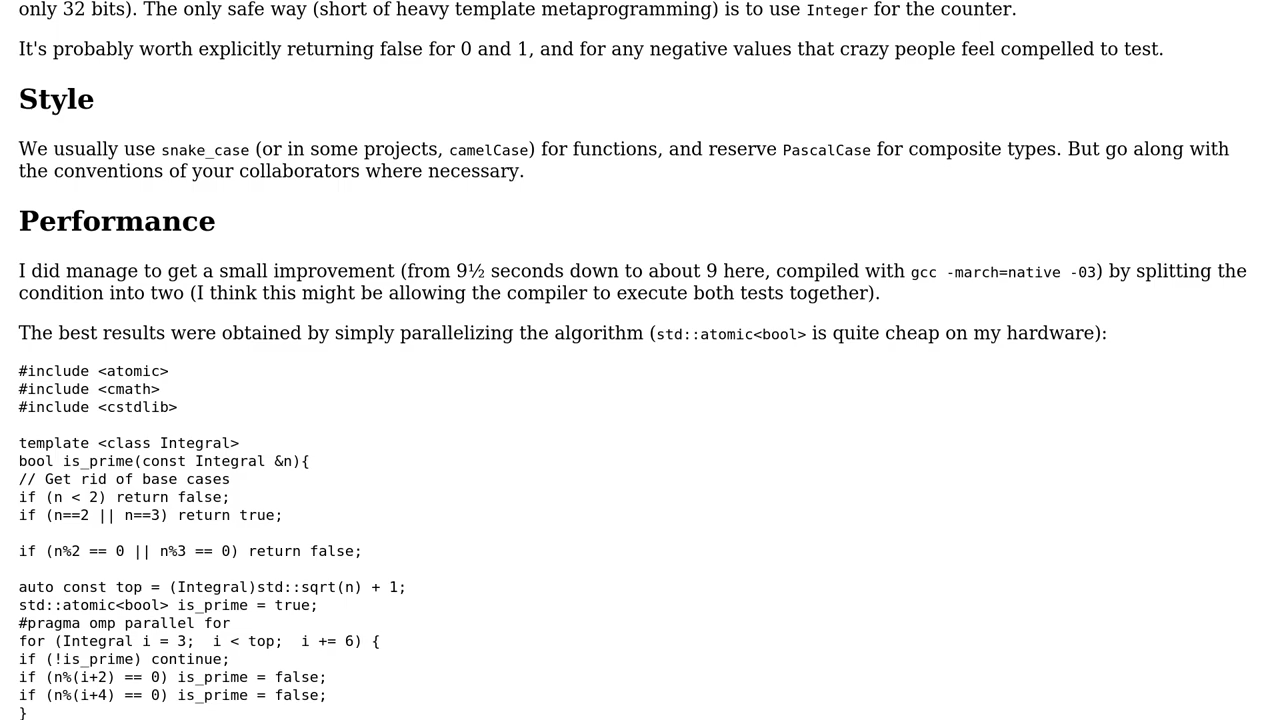 only 32 bits). The only safe way (short of heavy template metaprogramming) is to use Integer for the counter.
It's probably worth explicitly returning false for 0 and 1, and for any negative values that crazy people feel compelled to test.
Style
We usually use snake_case (or in some projects, camelCase) for functions, and reserve PascalCase for composite types. But go along with
the conventions of your collaborators where necessary.
Performance
I did manage to get a small improvement (from 9½ seconds down to about 9 here, compiled with gcc -march=native -03) by splitting the
condition into two (I think this might be allowing the compiler to execute both tests together).
The best results were obtained by simply parallelizing the algorithm (std::atomic<bool> is quite cheap on my hardware):
#include <atomic>
#include <cmath>
#include <cstdlib>
template <class Integral>
bool is_prime(const Integral &n){
// Get rid of base cases
if (n < 2) return false;
if (n==2 || n==3) return true;
if (n%2 == 0 || n%3 == 0) return false;
auto const top = (Integral)std::sqrt(n) + 1;
std::atomic<bool> is_prime = true;
#pragma omp parallel for
for (Integral i = 3;  i < top;  i += 6) {
if (!is_prime) continue;
if (n%(i+2) == 0) is_prime = false;
if (n%(i+4) == 0) is_prime = false;
}